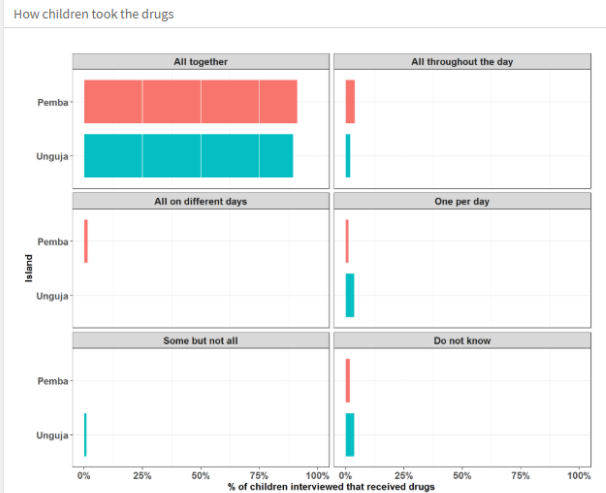 How children took the drugs
All together
All throughout the day
Pemba
Unguja
All on different days
One per day
Pemba
Unguja
Island
Some but not all
Do not know
Pemba
Unguja
0% 25% 50% 75% 100% 0% 25% 50% 75% 100%
% of children interviewed that received drugs